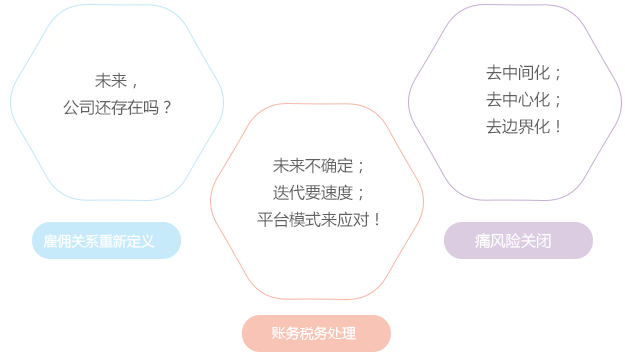 未来，
公司还存在吗？
雇佣关系重新定义
未来不确定；
迭代要速度；
平台模式来应对！
账务税务处理
去中间化；
去中心化；
去边界化！
痛风险关闭